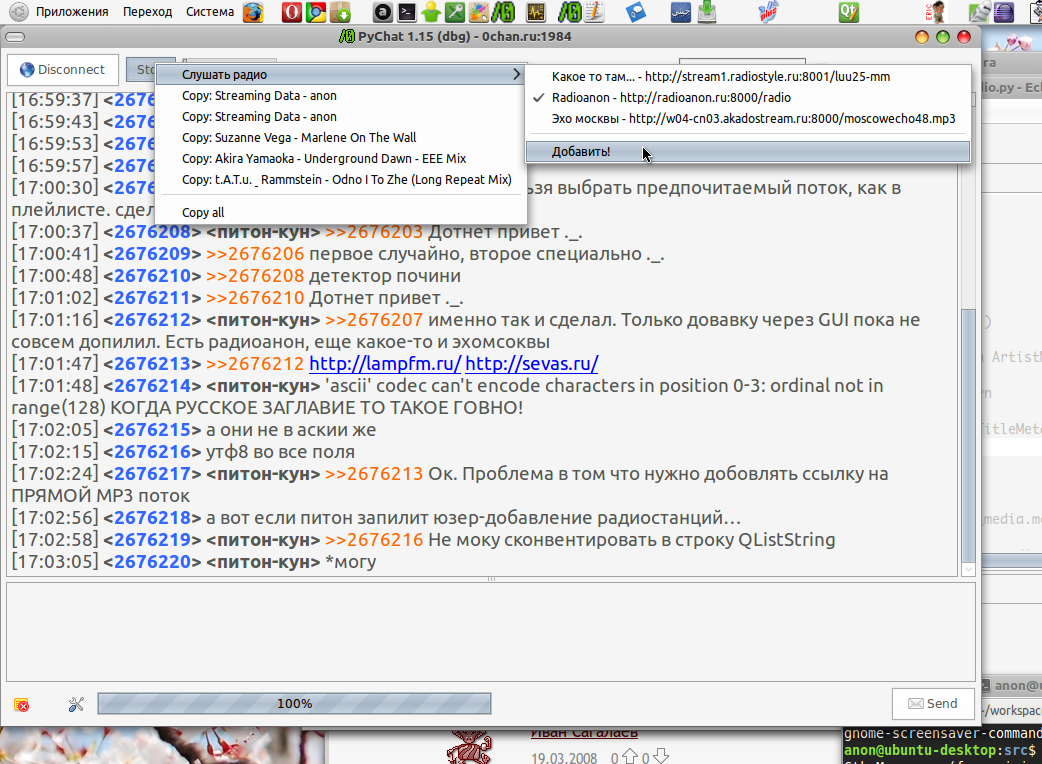 Приложения Переход Система
PyChat 1.15 (dbg) - 0chan.ru:1984
Disconnect
Слушать радио
Copy: Streaming Data - anon
Copy: Streaming Data - anon
Copy: Suzanne Vega - Marlene On The Wall
Copy: Akira Yamaoka - Underground Dawn - EEE Mix
Copy: t.A.T.u. _ Rammstein - Odno I To Zhe (Long Repeat Mix)
Copy all
Какое то там... - http://stream1.radiostyle.ru:8001/luu25-mm
Radioanon - http://radioanon.ru:8000/radio
Эхо москвы - http://w04-cn03.akadostream.ru:8000/moscowecho48.mp3
Добавить!
[16:59:37] <267
[16:59:43] <267
[16:59:53] <267
[16:59:57] <267
[17:00:30] <267 ьзя выбрать предпочитаемый поток, как в
плейлисте. сдел
[17:00:37] <2676208> <питон-кун> >>2676203 Дотнет привет ._.
[17:00:41] <2676209> >>2676206 первое случайно, второе специально ._.
[17:00:48] <2676210> >>2676208 детектор почини
[17:01:02] <2676211> >>2676210 Дотнет привет ._.
[17:01:16] <2676212> <питон-кун> >>2676207 именно так и сделал. Только довавку через GUI пока не
совсем допилил. Есть радиоанон, еще какое-то и эхомсоквы
[17:01:47] <2676213> >>2676212 http://lampfm.ru/ http://sevas.ru/
[17:01:48] <2676214> <питон-кун> 'ascii' codec can't encode characters in position 0-3: ordinal not in
range(128) КОГДА РУССКОЕ ЗАГЛАВИЕ ТО ТАКОЕ ГОВНО!
[17:02:05] <2676215> а они не в аскии же
[17:02:15] <2676216> утф8 во все поля
[17:02:24] <2676217> <питон-кун> >>2676213 Ок. Проблема в том что нужно добовлять ссылку на
ПРЯМОЙ MP3 поток
[17:02:56] <2676218> а вот если питон запилит юзер-добавление радиостанций...
[17:02:58] <2676219> <питон-кун> >>2676216 Не моку сконвентировать в строку QListString
[17:03:05] <2676220> <питон-кун> *могу
100%
Send
Иван Сагалаев
19.03.2008 0 0
dio.py - Ecl
ArtistM
TitleMeta
_media.me
anon@u
~/workspac
gnome-screensaver-command
anon@ubuntu-desktop:src$